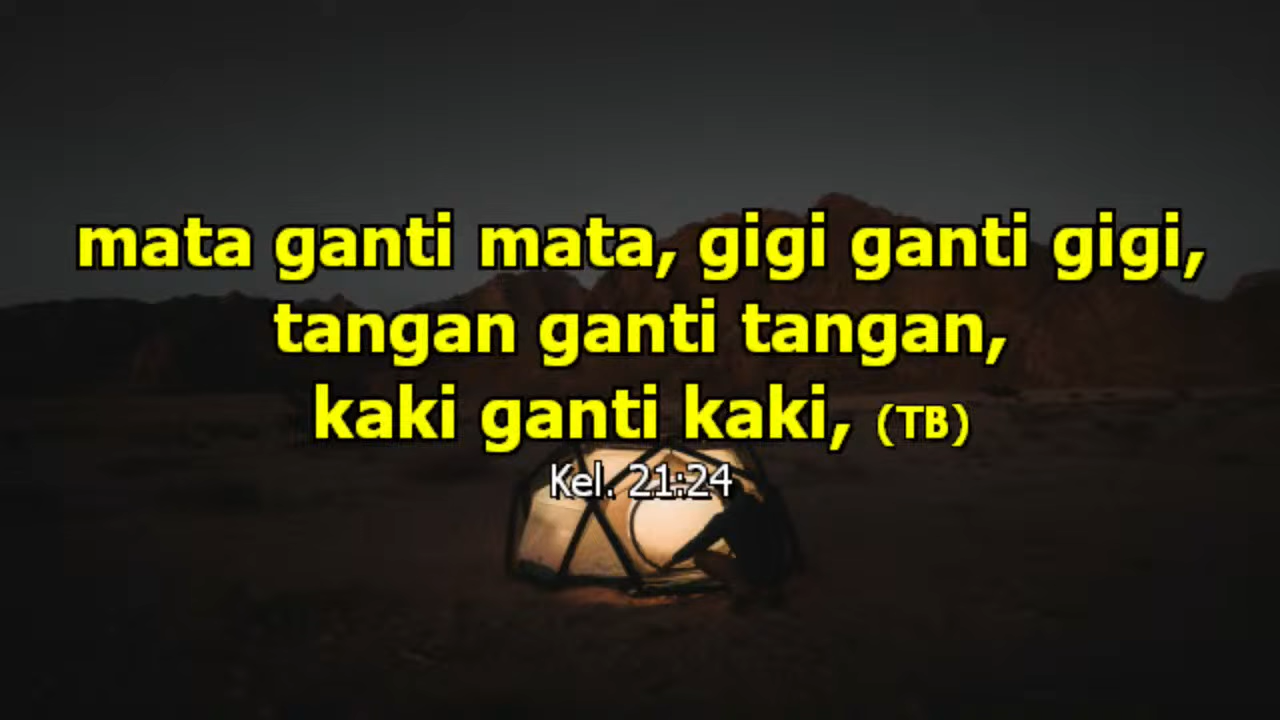 mata ganti mata, gigi ganti gigi,
tangan ganti tangan,
kaki ganti kaki, (TB)
Kel. 21:24